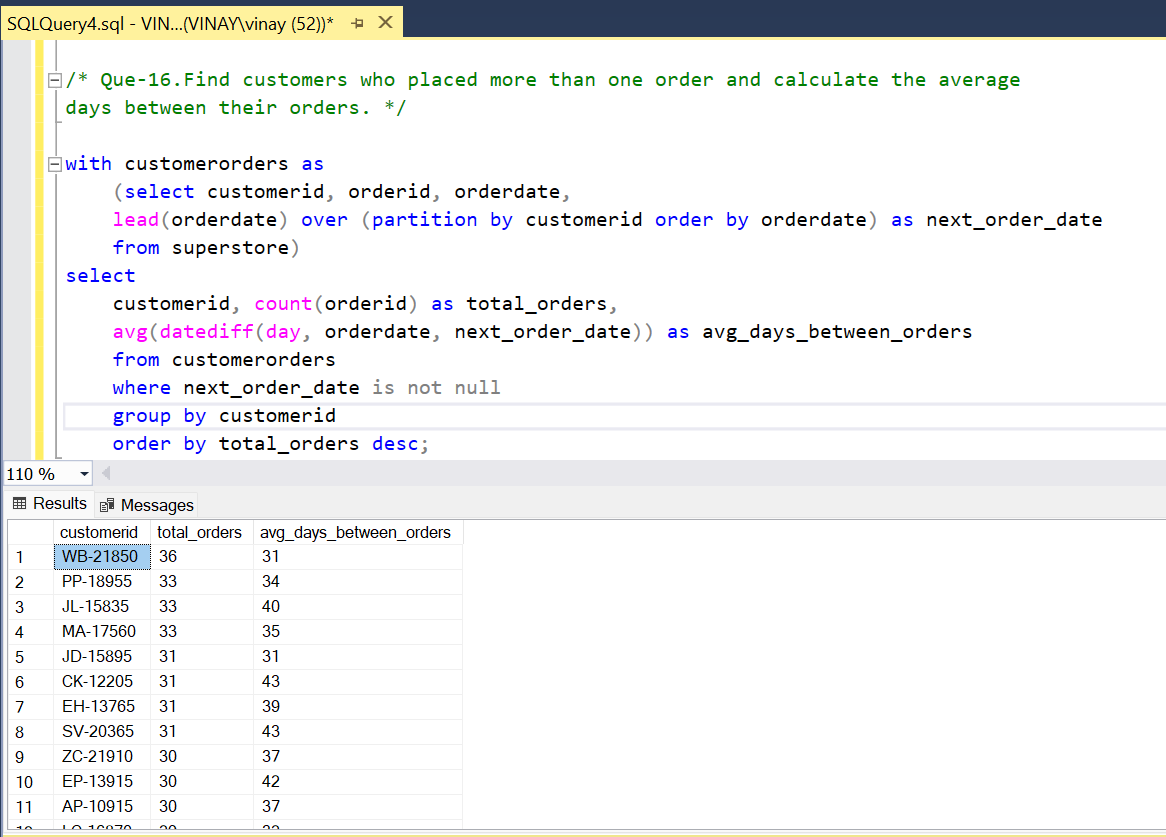 SQLQuery4.sql - VIN...(VINAY\vinay (52))*
/* Que-16.Find customers who placed more than one order and calculate the average
days between their orders. */
with customerorders as
(select customerid, orderid, orderdate,
lead(orderdate) over (partition by customerid order by orderdate) as next_order_date
from superstore)
select
customerid, count(orderid) as total_orders,
avg(datediff(day, orderdate, next_order_date)) as avg_days_between_orders
from customerorders
where next_order_date is not null
group by customerid
order by total_orders desc;
110 %
Results Messages
customerid total_orders avg_days_between_orders
1 WB-21850 36 31
2 PP-18955 33 34
3 JL-15835 33 40
4 MA-17560 33 35
5 JD-15895 31 31
6 CK-12205 31 43
7 EH-13765 31 39
8 SV-20365 31 43
9 ZC-21910 30 37
10 EP-13915 30 42
11 AP-10915 30 37